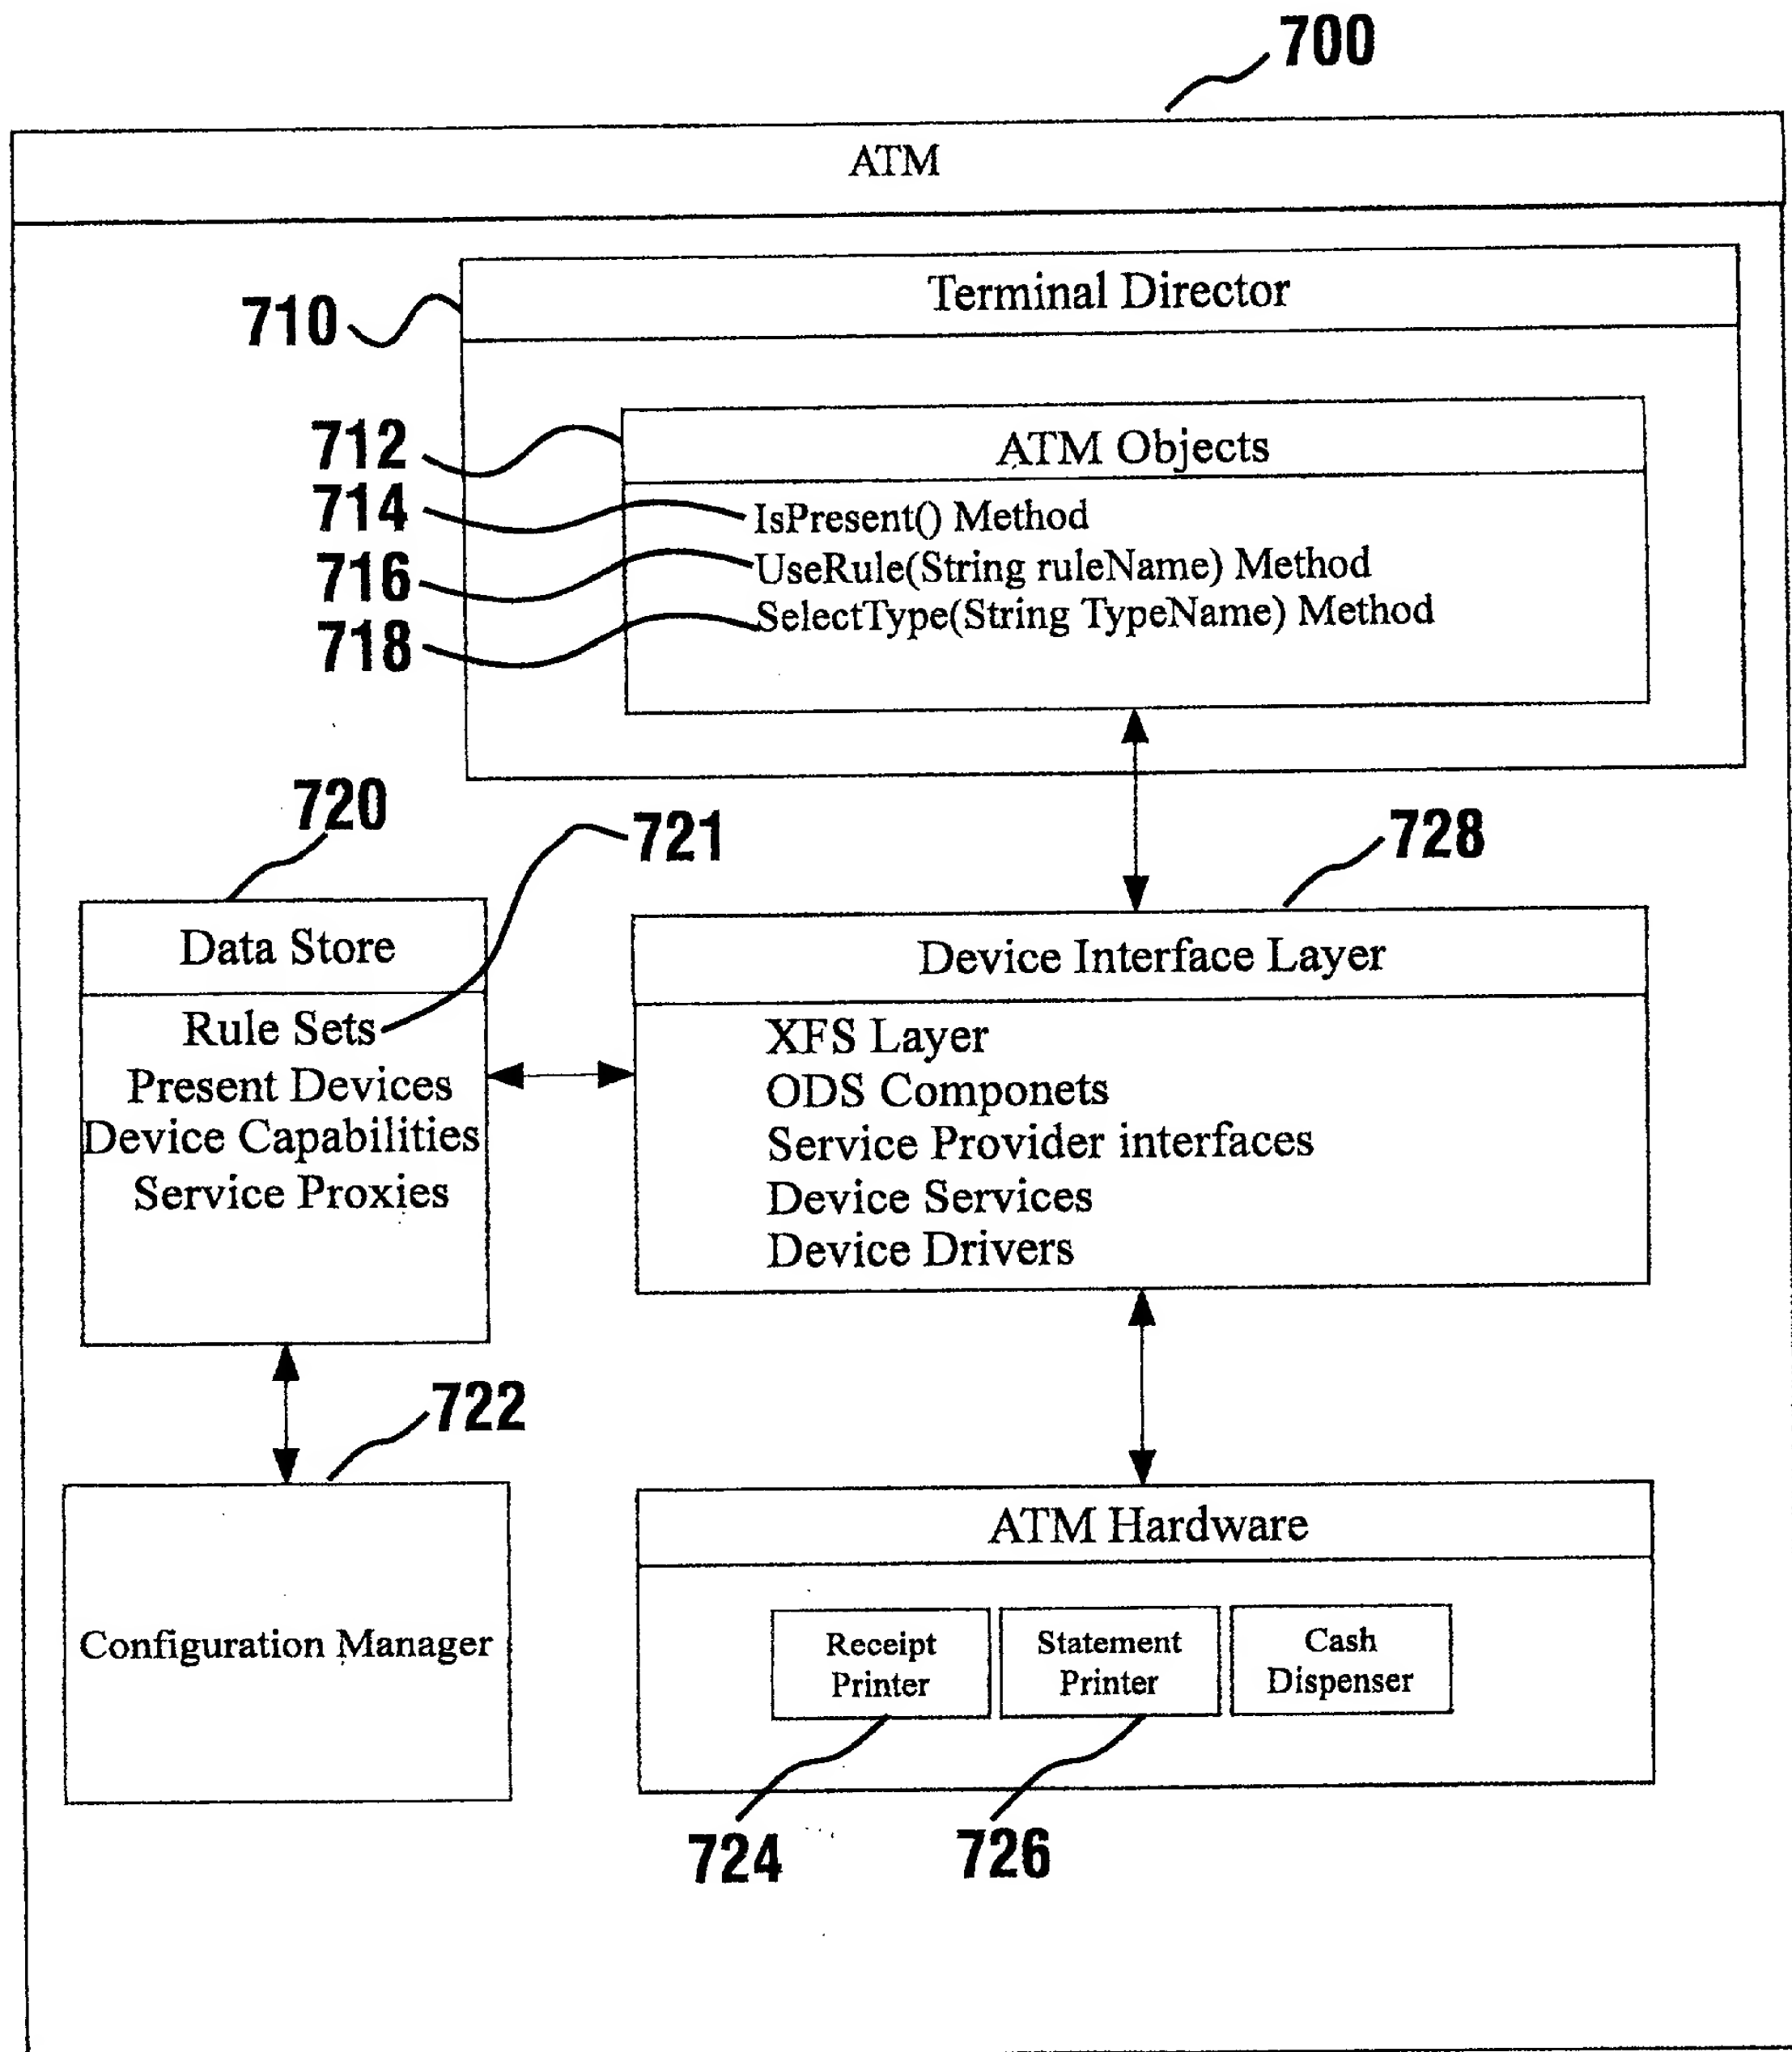 700
ATM
Terminal Director
710
712
ATM Objects
714
IsPresent() Method
716
UseRule(String ruleName) Method
718
SelectType(String TypeName) Method
720
721
728
Data Store
Rule Sets
Present Devices
Device Capabilities
Service Proxies
Device Interface Layer
XFS Layer
ODS Componets
Service Provider interfaces
Device Services
Device Drivers
722
Configuration Manager
ATM Hardware
Receipt
Printer
Statement
Printer
Cash
Dispenser
724
726